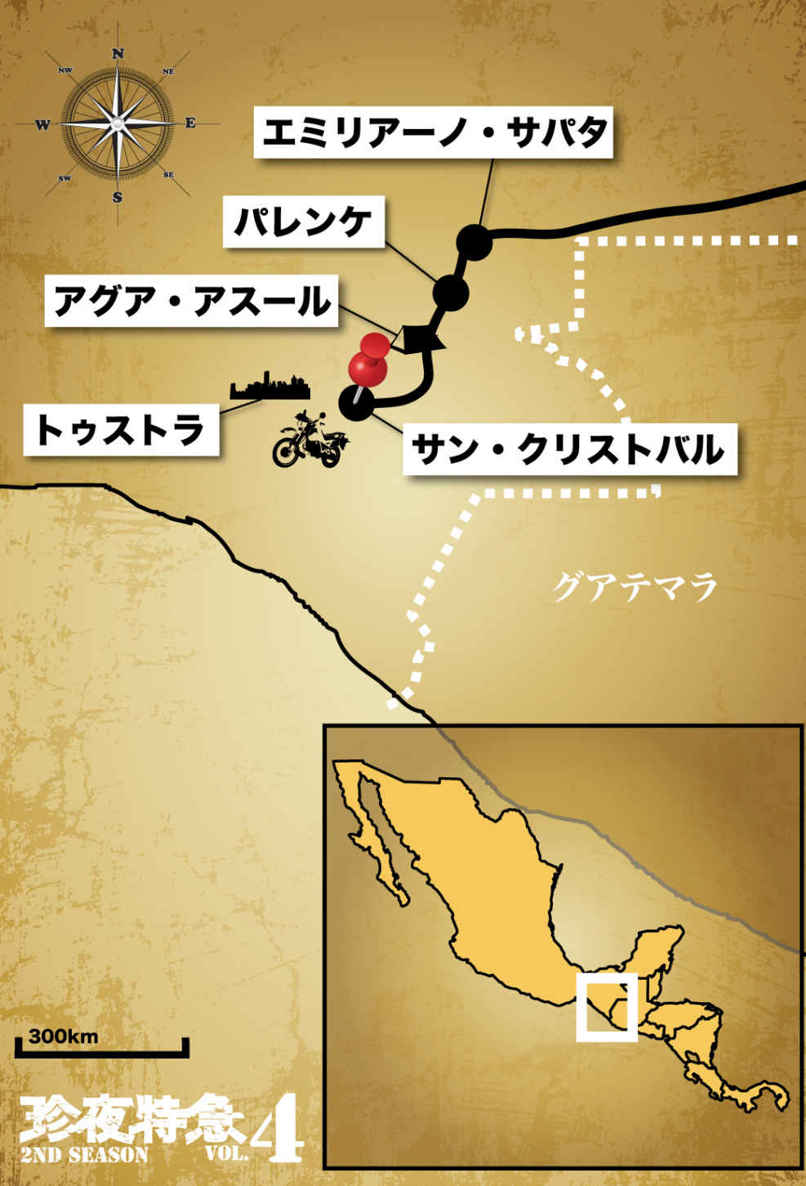 N
NW
NE
W
E
SW
SE
S
エミリアーノ・サパタ
パレンケ
アグア・アスール
トゥストラ
サン・クリストバル
グアテマラ
300km
珍夜特急4
2ND SEASON VOL.